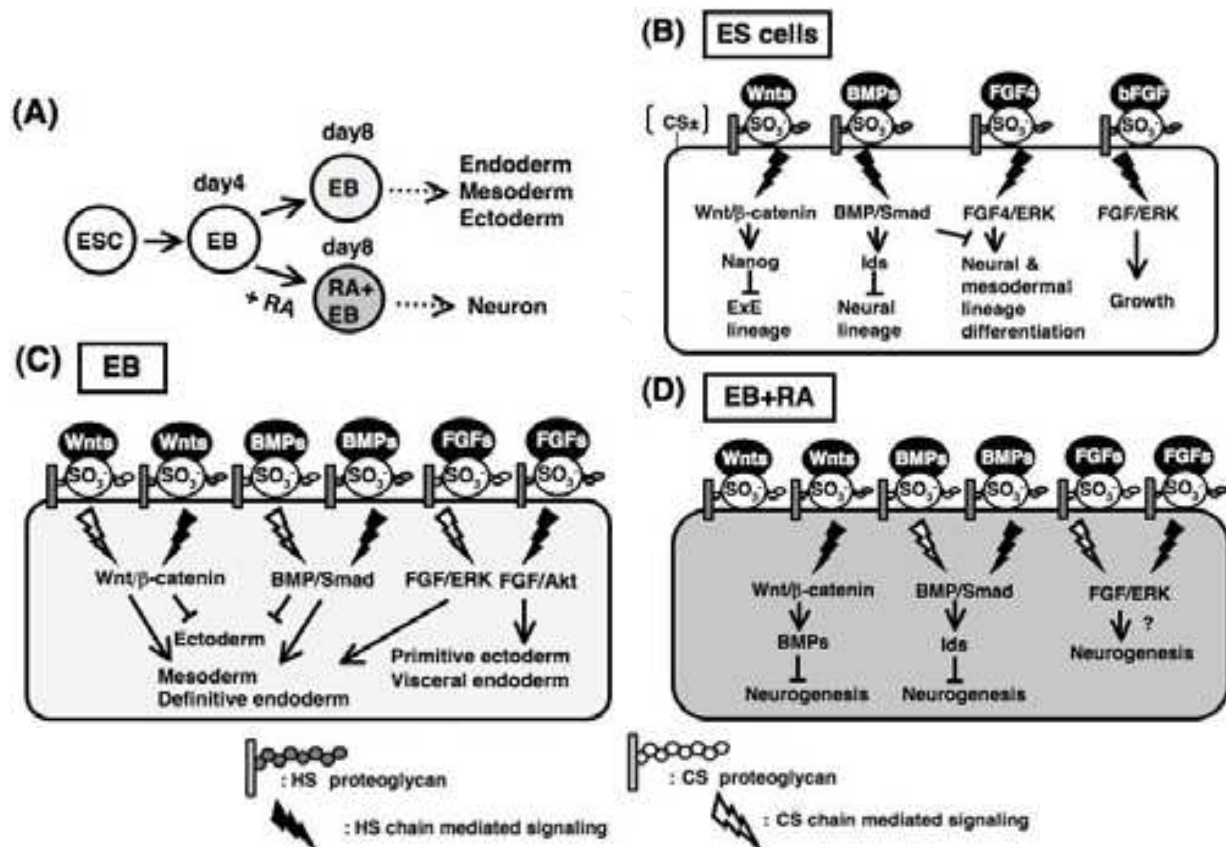 (A)
day8
EB
Endoderm
Mesoderm
Ectoderm
day4
ESC
EB
day8
+ RA
RA+
EB
Neuron
(B)
ES cells
Wnts
BMPs
FGF4
bFGF
[ CS± ]
SO3-
SO3-
SO3-
SO3-
Wnt/β-catenin
BMP/Smad
FGF4/ERK
FGF/ERK
Nanog
Ids
Neural &
mesodermal
lineage
differentiation
ExE
lineage
Neural
lineage
Growth
(C)
EB
Wnts
Wnts
BMPs
BMPs
FGFs
FGFs
SO3-
SO3-
SO3-
SO3-
SO3-
SO3-
Wnt/β-catenin
BMP/Smad
FGF/ERK
FGF/Akt
Ectoderm
Mesoderm
Definitive endoderm
Primitive ectoderm
Visceral endoderm
(D)
EB+RA
Wnts
Wnts
BMPs
BMPs
FGFs
FGFs
SO3-
SO3-
SO3-
SO3-
SO3-
SO3-
Wnt/β-catenin
BMP/Smad
FGF/ERK
BMPs
Ids
?
Neurogenesis
Neurogenesis
Neurogenesis
: HS proteoglycan
: CS proteoglycan
: HS chain mediated signaling
: CS chain mediated signaling